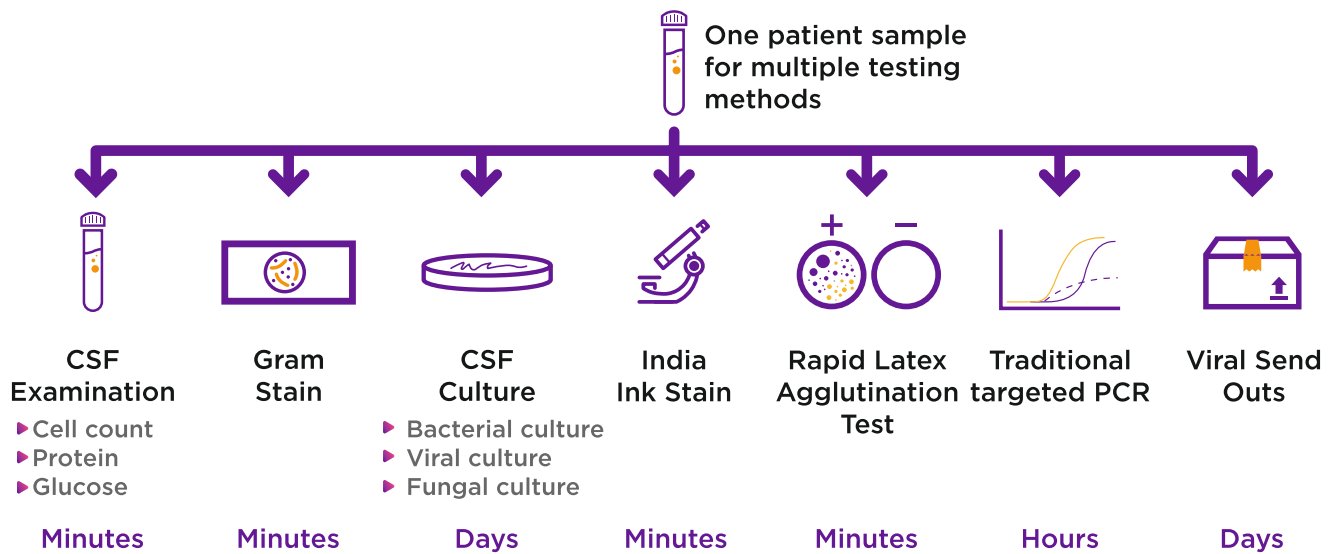 One patient sample
for multiple testing
methods
+
−
CSF
Examination
Cell count
Protein
Glucose
Minutes
Gram
Stain
Minutes
CSF
Culture
Bacterial culture
Viral culture
Fungal culture
Days
India
Ink Stain
Minutes
Rapid Latex
Agglutination
Test
Minutes
Traditional
targeted PCR
Hours
Viral Send
Outs
Days